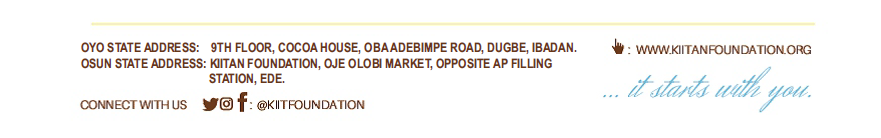 OYO STATE ADDRESS: 9TH FLOOR, COCOA HOUSE, OBA ADEBIMPE ROAD, DUGBE, IBADAN.
OSUN STATE ADDRESS: KIITAN FOUNDATION, OJE OLOBI MARKET, OPPOSITE AP FILLING
STATION, EDE.
CONNECT WITH US : @KIITFOUNDATION
: WWW.KIITANFOUNDATION.ORG
... it starts with you.